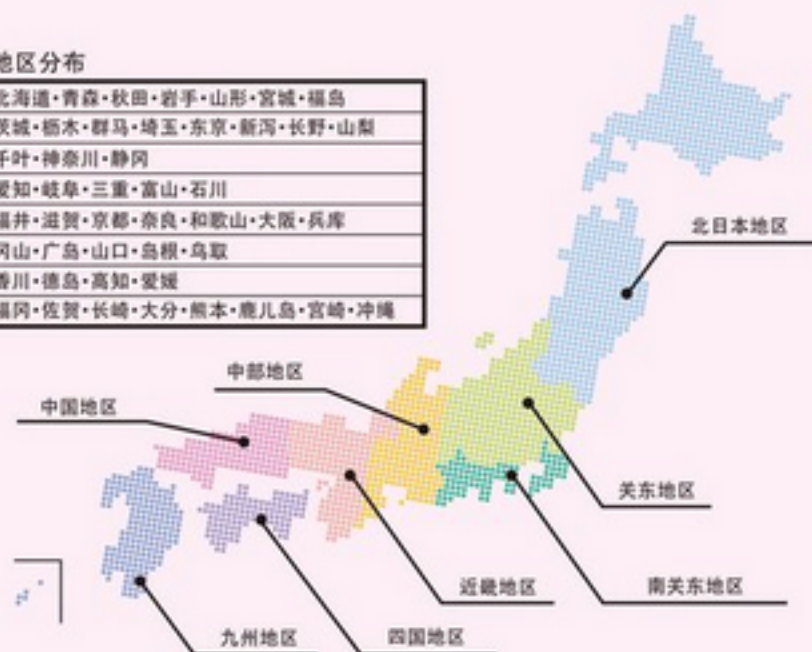 地区分布
北海道·青森·秋田·岩手·山形·宮城·福岛
茨城·枥木·群马·埼玉·东京·新泻·长野·山梨
千叶·神奈川·静冈
爱知·岐阜·三重·富山·石川
福井·滋贺·京都·奈良·和歌山·大阪·兵库
冈山·广岛·山口·岛根·鸟取
香川·德岛·高知·爱媛
福冈·佐贺·长崎·大分·熊本·鹿儿岛·宫崎·冲绳
北日本地区
中部地区
中国地区
关东地区
近畿地区
南关东地区
九州地区
四国地区